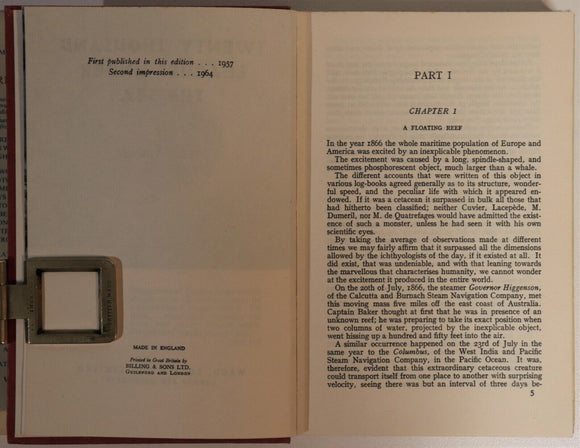 First published in this edition . . . 1957
Second impression . . . 1964
MADE IN ENGLAND
Printed in Great Britain by
BILLING & SONS LTD.
GUILDFORD AND LONDON
PART I
CHAPTER 1
A FLOATING REEF
In the year 1866 the whole maritime population of Europe and
America was excited by an inexplicable phenomenon.
The excitement was caused by a long, spindle-shaped, and
sometimes phosphorescent object, much larger than a whale.
The different accounts that were written of this object in
various log-books agreed generally as to its structure, wonder-
ful speed, and the peculiar life with which it appeared en-
dowed. If it was a cetacean it surpassed in bulk all those that
had hitherto been classified; neither Cuvier, Lacepède, M.
Dumeril, nor M. de Quatrefages would have admitted the exist-
ence of such a monster, unless he had seen it with his own
scientific eyes.
By taking the average of observations made at different
times we may fairly affirm that it surpassed all the dimensions
allowed by the ichthyologists of the day, if it existed at all. It
did exist, that was undeniable, and with that leaning towards
the marvellous that characterises humanity, we cannot wonder
at the excitement it produced in the entire world.
On the 20th of July, 1866, the steamer Governor Higgenson,
of the Calcutta and Burnach Steam Navigation Company, met
this moving mass five miles off the east coast of Australia.
Captain Baker thought at first that he was in presence of an
unknown reef; he was preparing to take its exact position when
two columns of water, projected by the inexplicable object,
went hissing up a hundred and fifty feet into the air.
A similar occurrence happened on the 23rd of July in the
same year to the Columbus, of the West India and Pacific
Steam Navigation Company, in the Pacific Ocean. It was,
therefore, evident that this extraordinary cetaceous creature
could transport itself from one place to another with surprising
velocity, seeing there was but an interval of three days be-
5